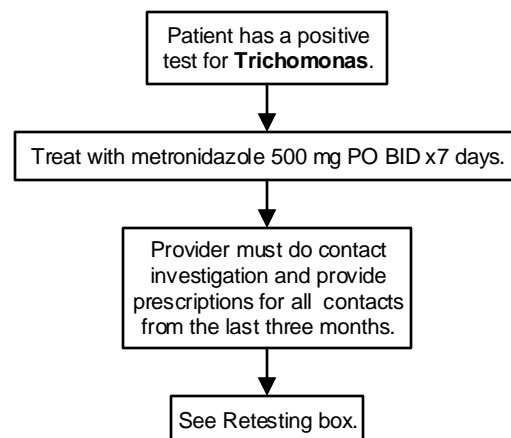 Patient has a positive
test for Trichomonas.
Treat with metronidazole 500 mg PO BID x7 days.
Provider must do contact
investigation and provide
prescriptions for all contacts
from the last three months.
See Retesting box.